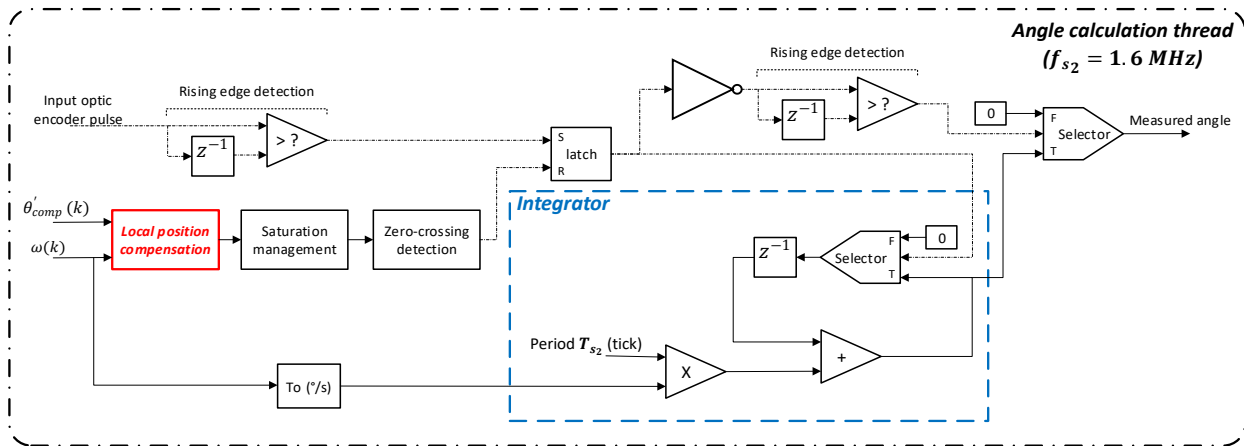 Angle calculation thread
(f_{s_2} = 1.6 MHz)
Rising edge detection
Rising edge detection
Input optic
encoder pulse
z^{-1}
> ?
z^{-1}
> ?
S
latch
R
0
F
Selector
T
Measured angle
θ'_{comp} (k)
ω(k)
Local position
compensation
Saturation
management
Zero-crossing
detection
Integrator
z^{-1}
F
Selector
T
0
Period T_{s_2} (tick)
X
+
To (°/s)